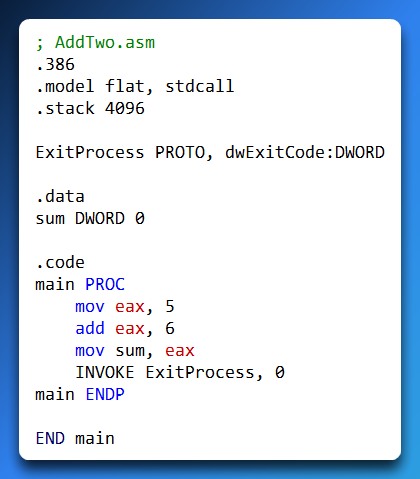 ; AddTwo.asm
.386
.model flat, stdcall
.stack 4096
ExitProcess PROTO, dwExitCode:DWORD
.data
sum DWORD 0
.code
main PROC
mov eax, 5
add eax, 6
mov sum, eax
INVOKE ExitProcess, 0
main ENDP
END main